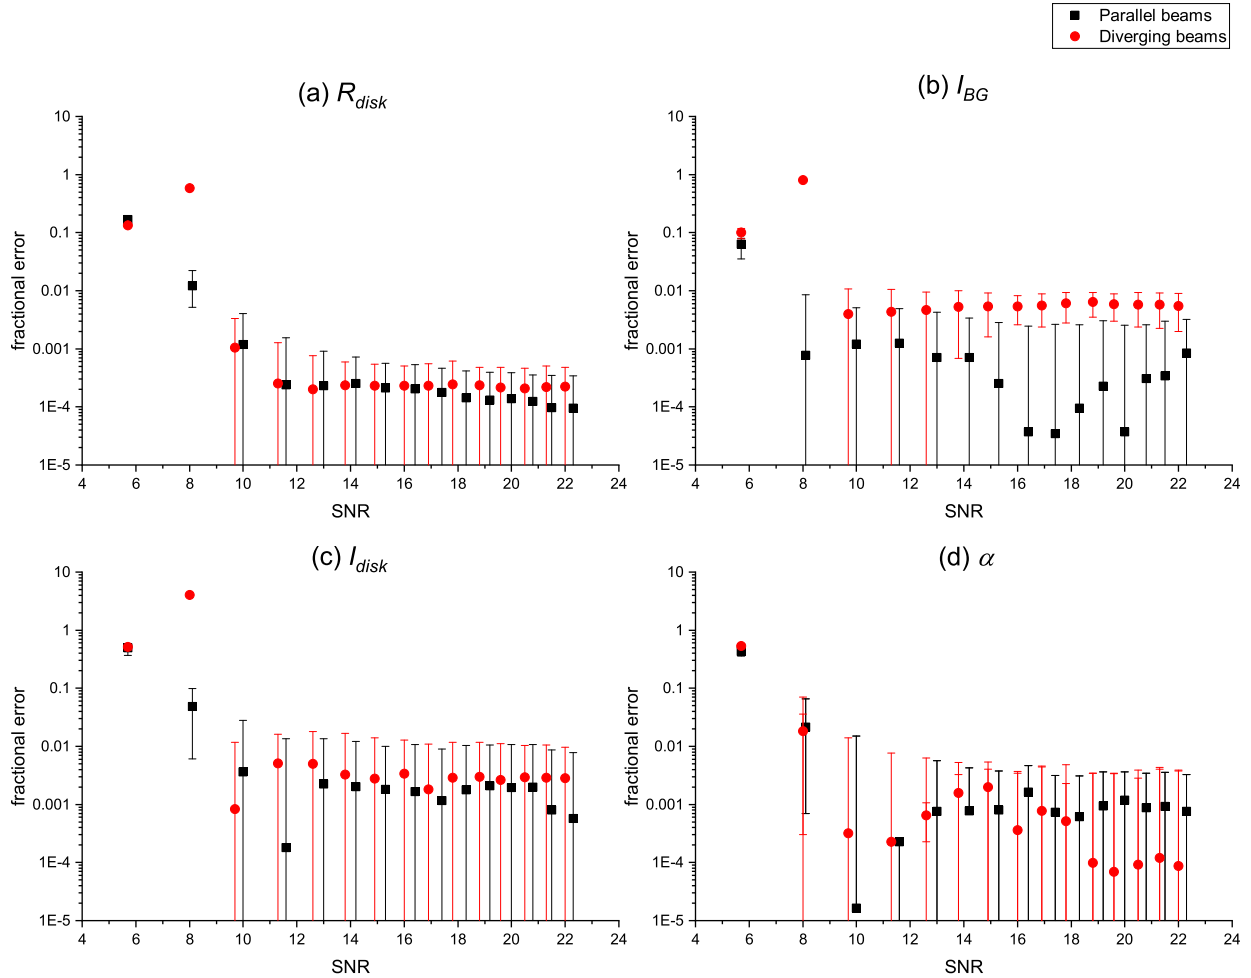 Parallel beams
Diverging beams
(a) R_disk
fractional error
10
1
0.1
0.01
0.001
1E-4
1E-5
4 6 8 10 12 14 16 18 20 22 24
SNR
(b) I_BG
fractional error
10
1
0.1
0.01
0.001
1E-4
1E-5
4 6 8 10 12 14 16 18 20 22 24
SNR
(c) I_disk
fractional error
10
1
0.1
0.01
0.001
1E-4
1E-5
4 6 8 10 12 14 16 18 20 22 24
SNR
(d) α
fractional error
10
1
0.1
0.01
0.001
1E-4
1E-5
4 6 8 10 12 14 16 18 20 22 24
SNR